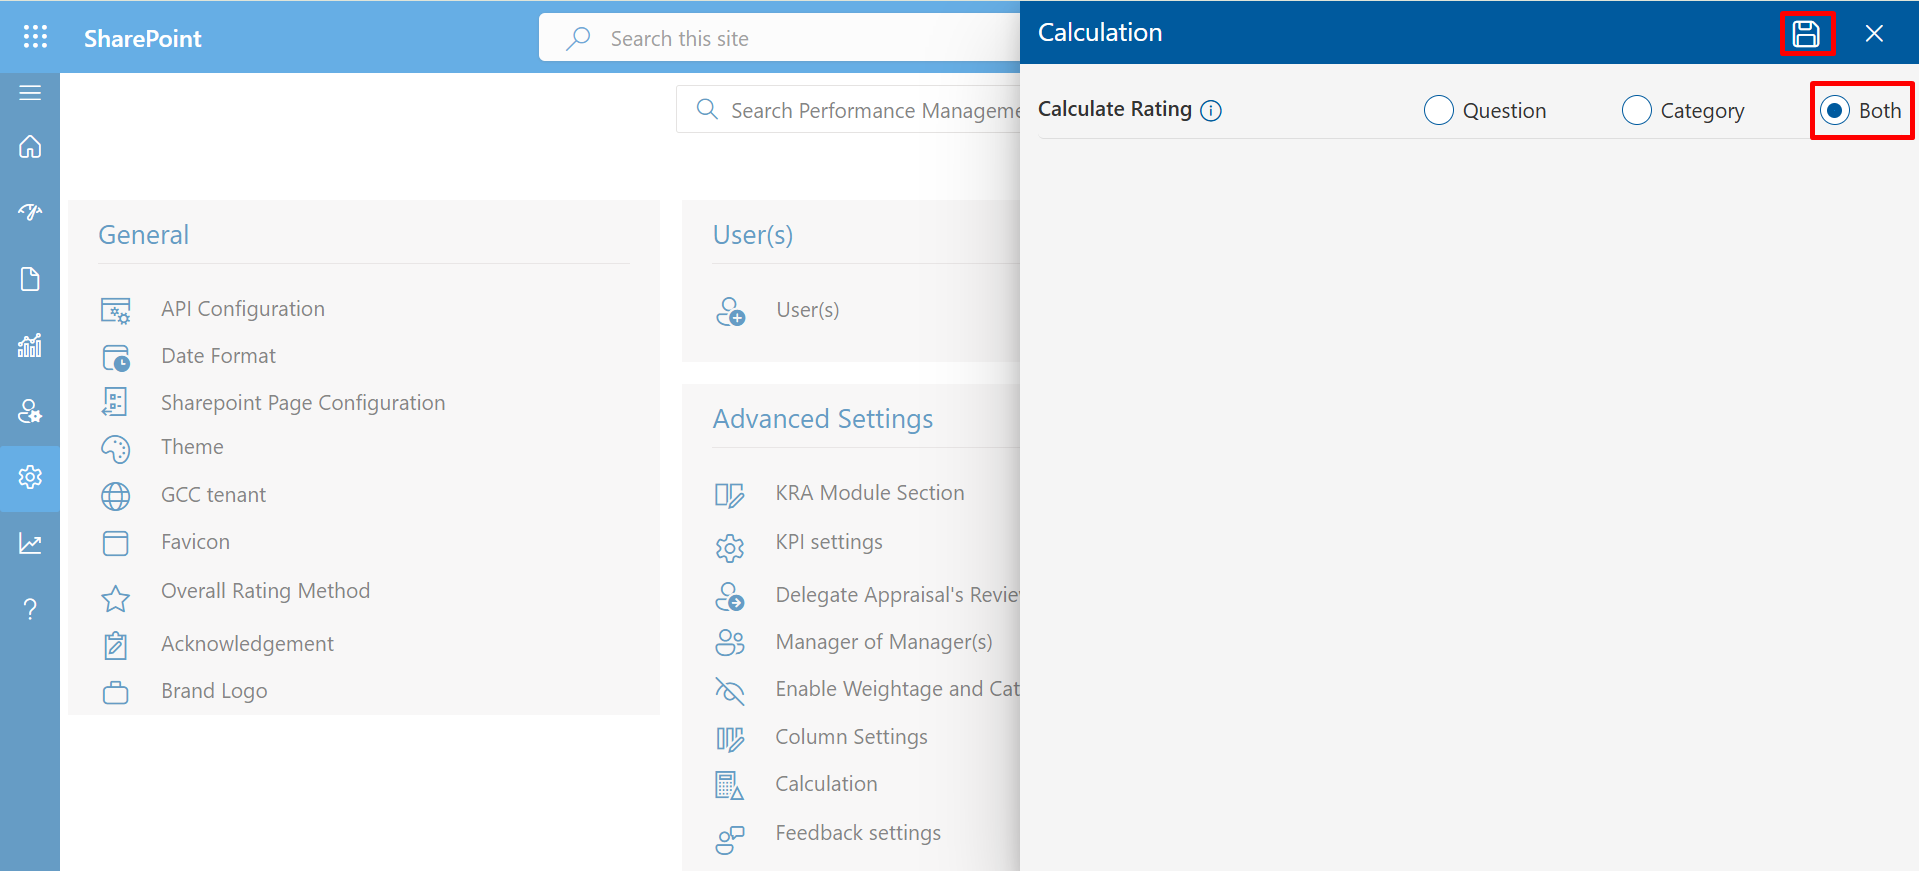 SharePoint
Search this site
Calculation
Search Performance Manageme
Calculate Rating
Question
Category
Both
General
API Configuration
Date Format
Sharepoint Page Configuration
Theme
GCC tenant
Favicon
Overall Rating Method
Acknowledgement
Brand Logo
User(s)
User(s)
Advanced Settings
KRA Module Section
KPI settings
Delegate Appraisal's Revie
Manager of Manager(s)
Enable Weightage and Cat
Column Settings
Calculation
Feedback settings